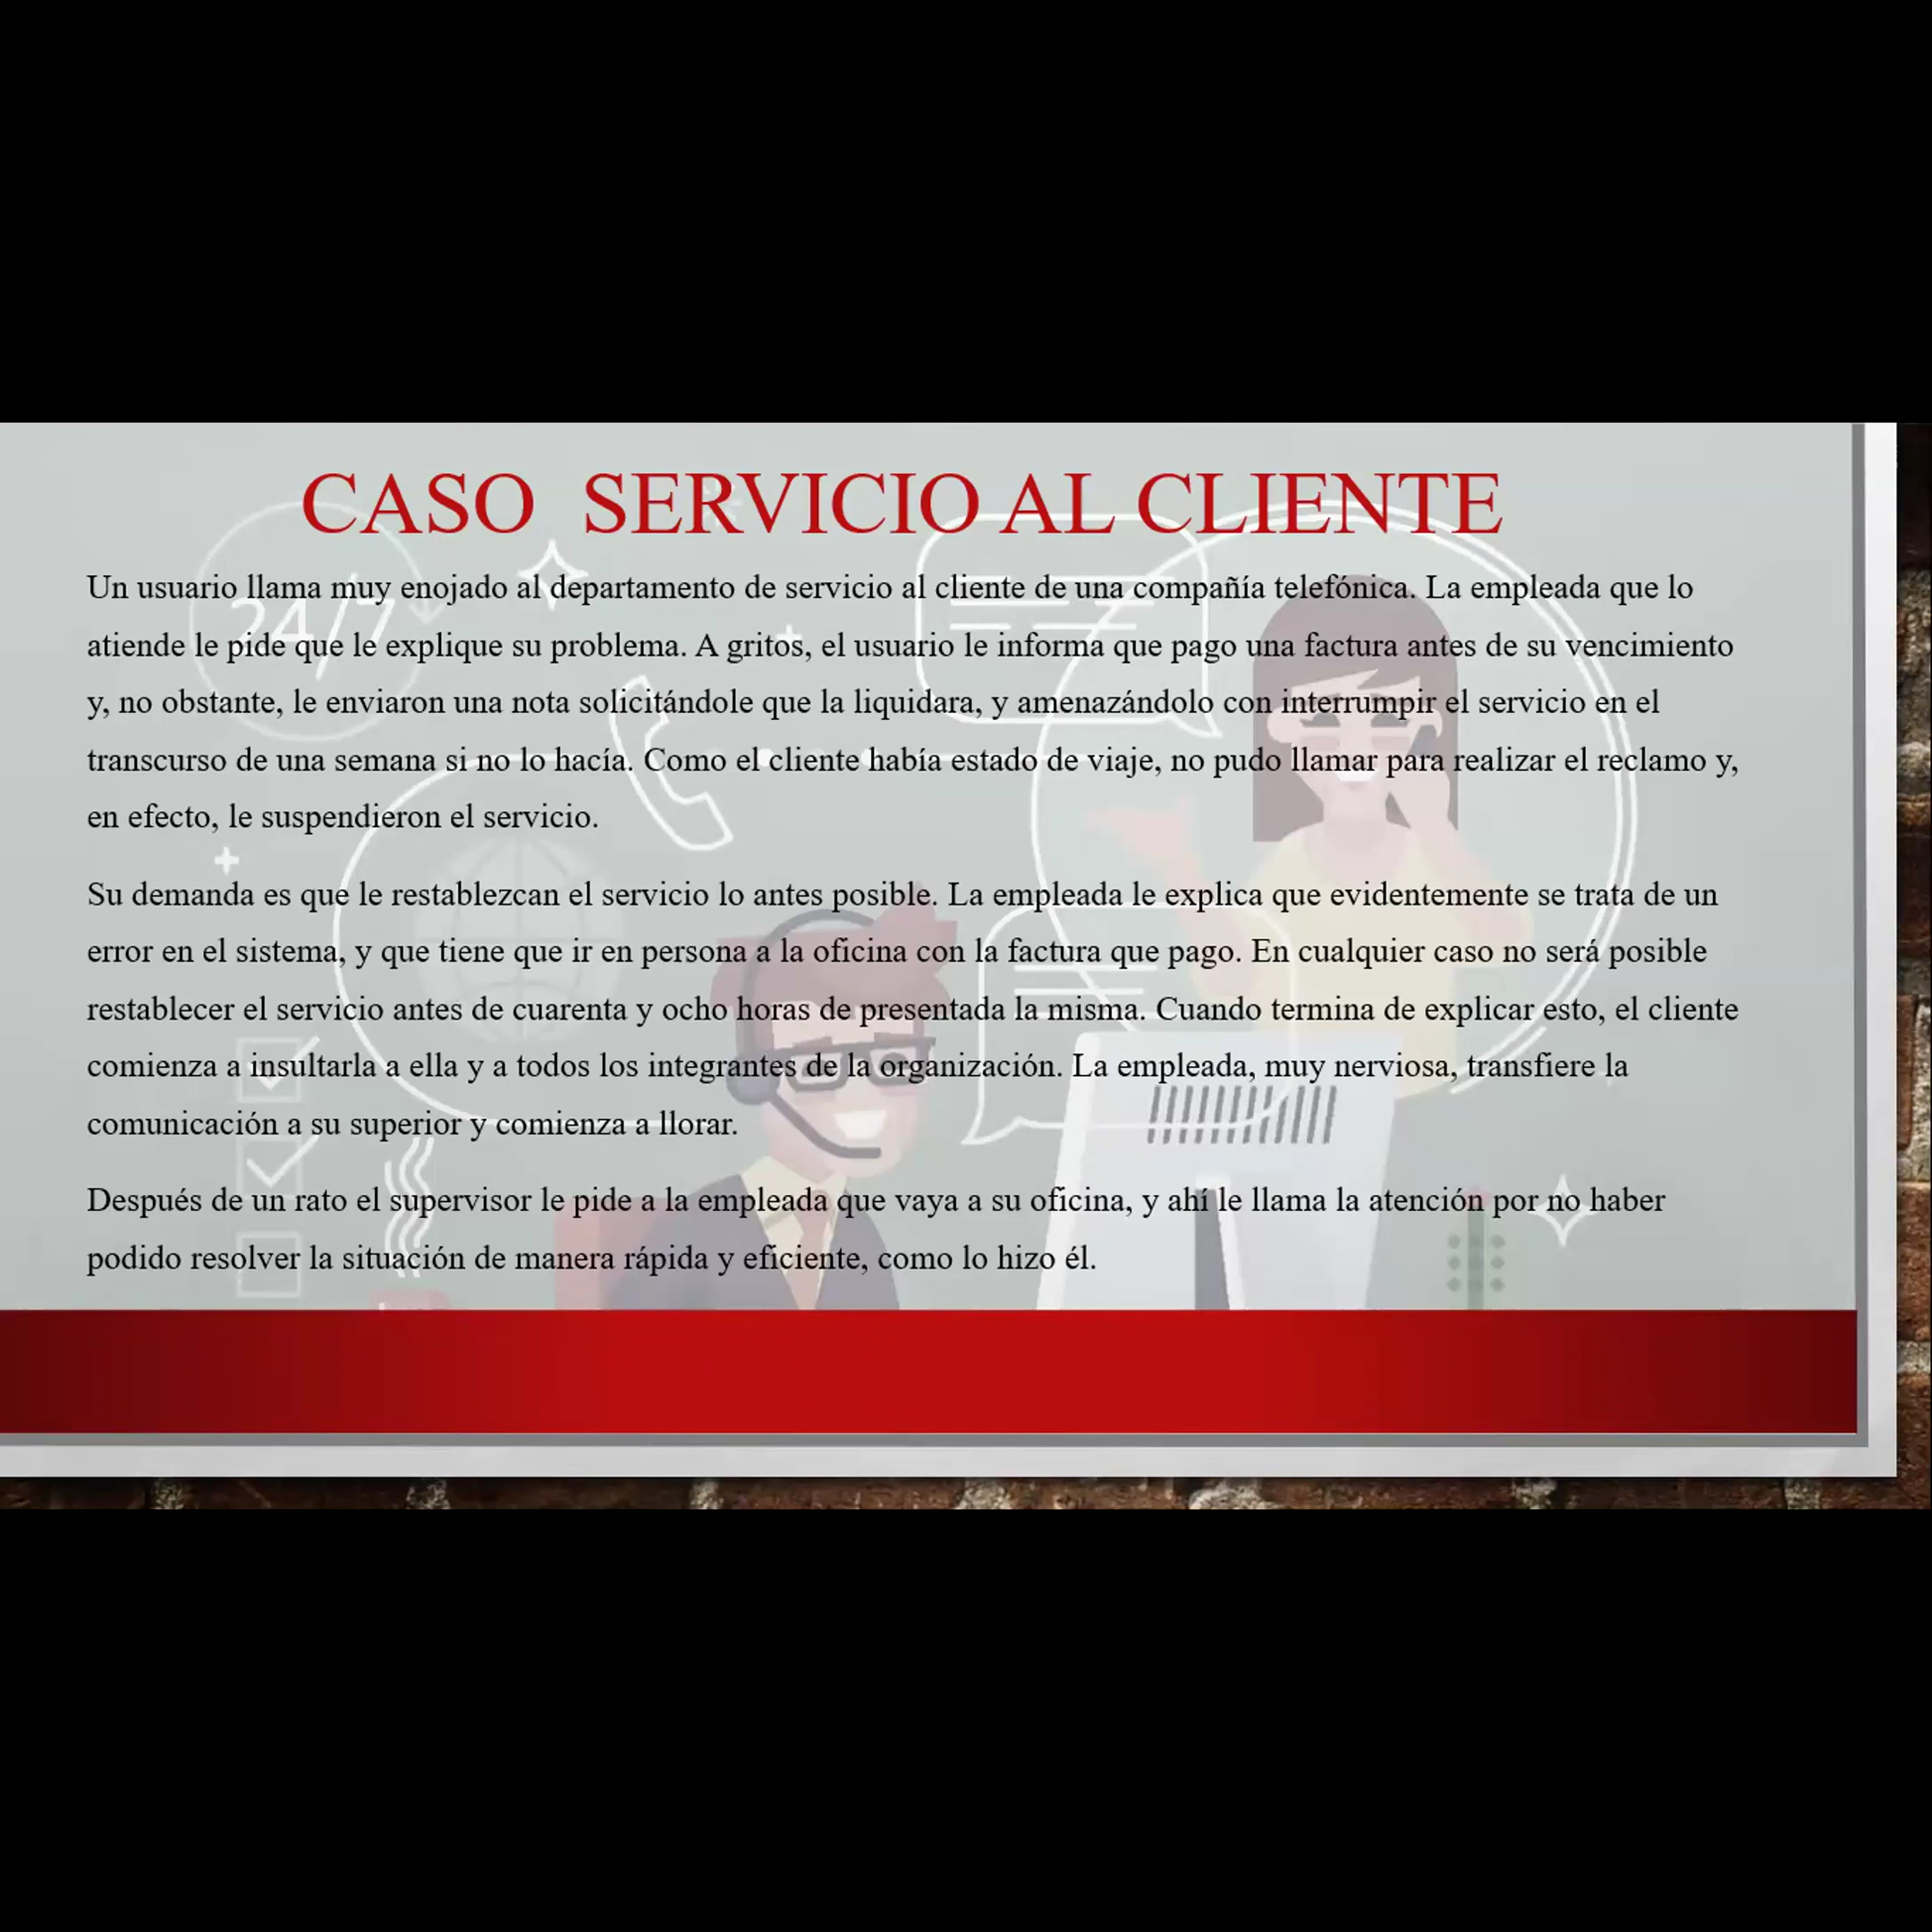 CASO SERVICIO AL CLIENTE
Un usuario llama muy enojado al departamento de servicio al cliente de una compañía telefónica. La empleada que lo
atiende le pide que le explique su problema. A gritos, el usuario le informa que pago una factura antes de su vencimiento
y, no obstante, le enviaron una nota solicitándole que la liquidara, y amenazándolo con interrumpir el servicio en el
transcurso de una semana si no lo hacía. Como el cliente había estado de viaje, no pudo llamar para realizar el reclamo y,
en efecto, le suspendieron el servicio.
Su demanda es que le restablezcan el servicio lo antes posible. La empleada le explica que evidentemente se trata de un
error en el sistema, y que tiene que ir en persona a la oficina con la factura que pago. En cualquier caso no será posible
restablecer el servicio antes de cuarenta y ocho horas de presentada la misma. Cuando termina de explicar esto, el cliente
comienza a insultarla a ella y a todos los integrantes de la organización. La empleada, muy nerviosa, transfiere la
comunicación a su superior y comienza a llorar.
Después de un rato el supervisor le pide a la empleada que vaya a su oficina, y ahí le llama la atención por no haber
podido resolver la situación de manera rápida y eficiente, como lo hizo él.
24/7